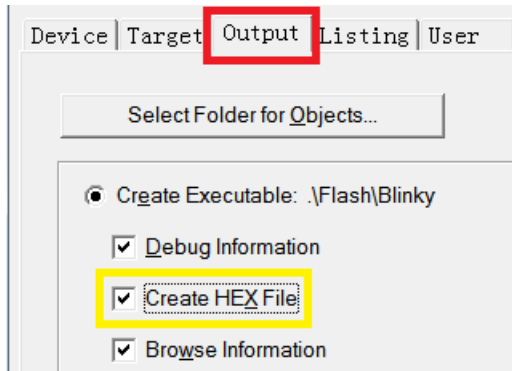 Device Target Output Listing User
Select Folder for Objects...
Create Executable: .\Flash\Blinky
Debug Information
Create HEX File
Browse Information